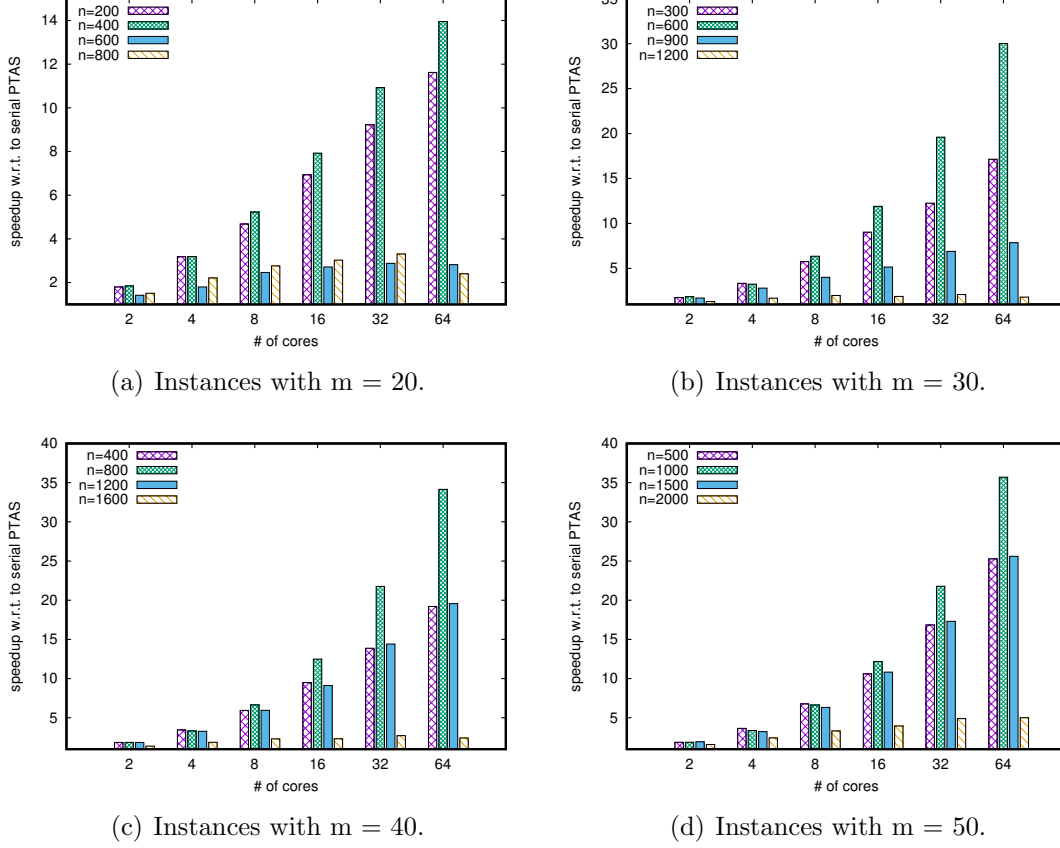 n=200
n=400
n=600
n=800
14
12
10
8
6
4
2
speedup w.r.t. to serial PTAS
2 4 8 16 32 64
# of cores
(a) Instances with m = 20.
n=300
n=600
n=900
n=1200
30
25
20
15
10
5
speedup w.r.t. to serial PTAS
2 4 8 16 32 64
# of cores
(b) Instances with m = 30.
n=400
n=800
n=1200
n=1600
40
35
30
25
20
15
10
5
speedup w.r.t. to serial PTAS
2 4 8 16 32 64
# of cores
(c) Instances with m = 40.
n=500
n=1000
n=1500
n=2000
40
35
30
25
20
15
10
5
speedup w.r.t. to serial PTAS
2 4 8 16 32 64
# of cores
(d) Instances with m = 50.